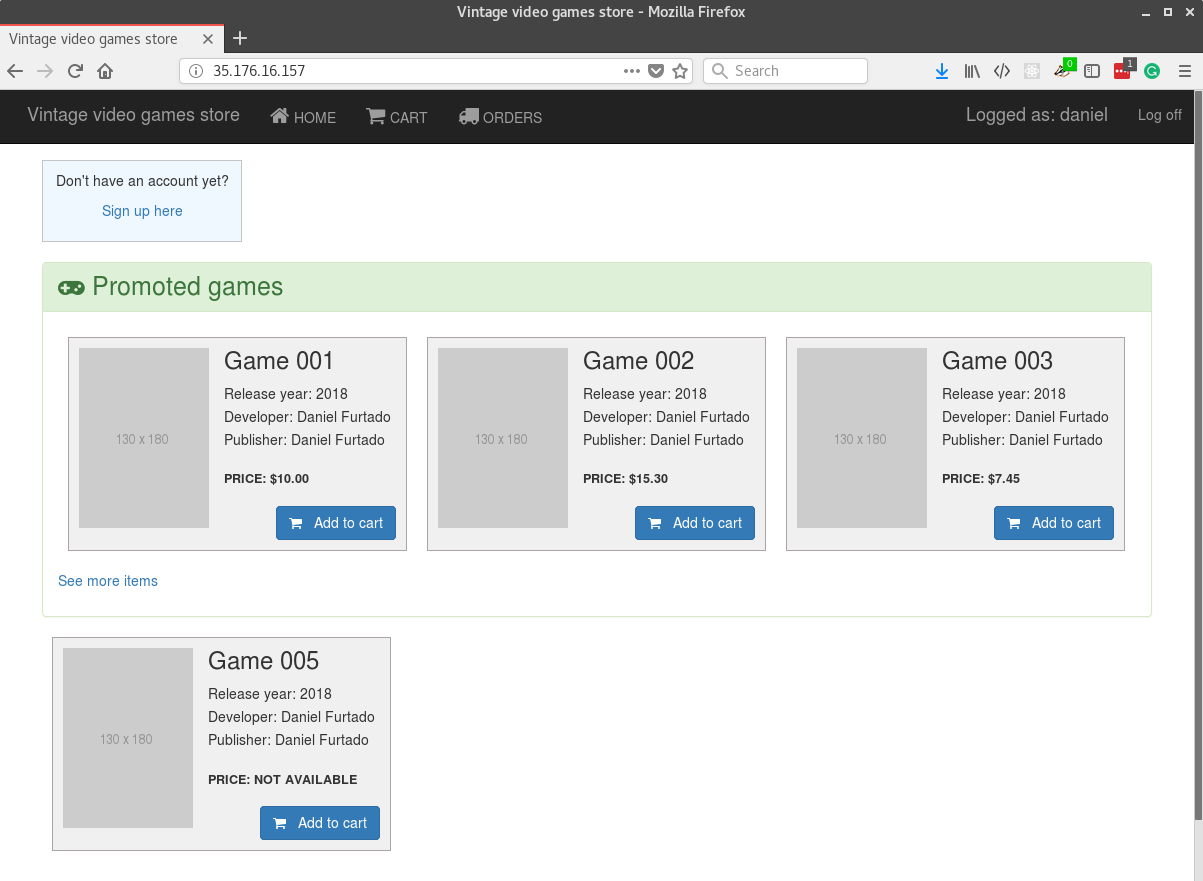 Vintage video games store - Mozilla Firefox
Vintage video games store
35.176.16.157
Search
0
1
Vintage video games store HOME CART ORDERS Logged as: daniel Log off
Don't have an account yet?
Sign up here
Promoted games
130 x 180
Game 001
Release year: 2018
Developer: Daniel Furtado
Publisher: Daniel Furtado
PRICE: $10.00
Add to cart
130 x 180
Game 002
Release year: 2018
Developer: Daniel Furtado
Publisher: Daniel Furtado
PRICE: $15.30
Add to cart
130 x 180
Game 003
Release year: 2018
Developer: Daniel Furtado
Publisher: Daniel Furtado
PRICE: $7.45
Add to cart
See more items
130 x 180
Game 005
Release year: 2018
Developer: Daniel Furtado
Publisher: Daniel Furtado
PRICE: NOT AVAILABLE
Add to cart